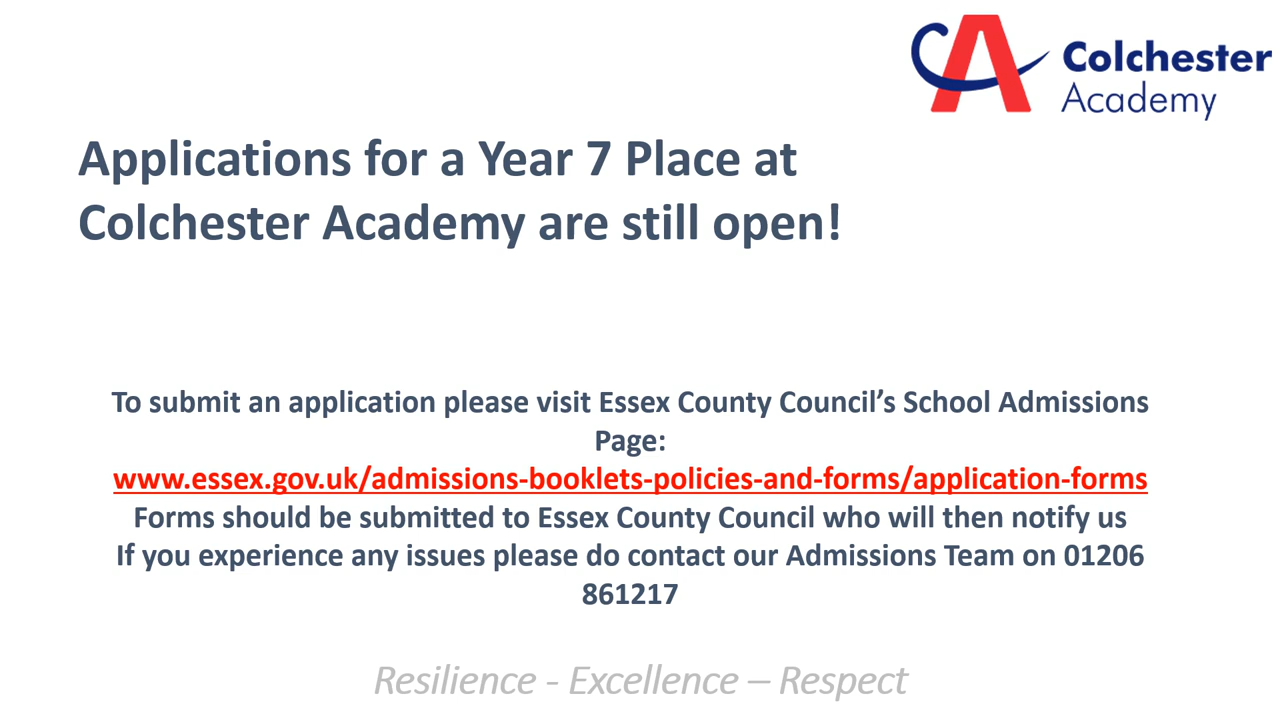 Colchester
Academy
Applications for a Year 7 Place at
Colchester Academy are still open!
To submit an application please visit Essex County Council’s School Admissions
Page:
www.essex.gov.uk/admissions-booklets-policies-and-forms/application-forms
Forms should be submitted to Essex County Council who will then notify us
If you experience any issues please do contact our Admissions Team on 01206
861217
Resilience - Excellence – Respect